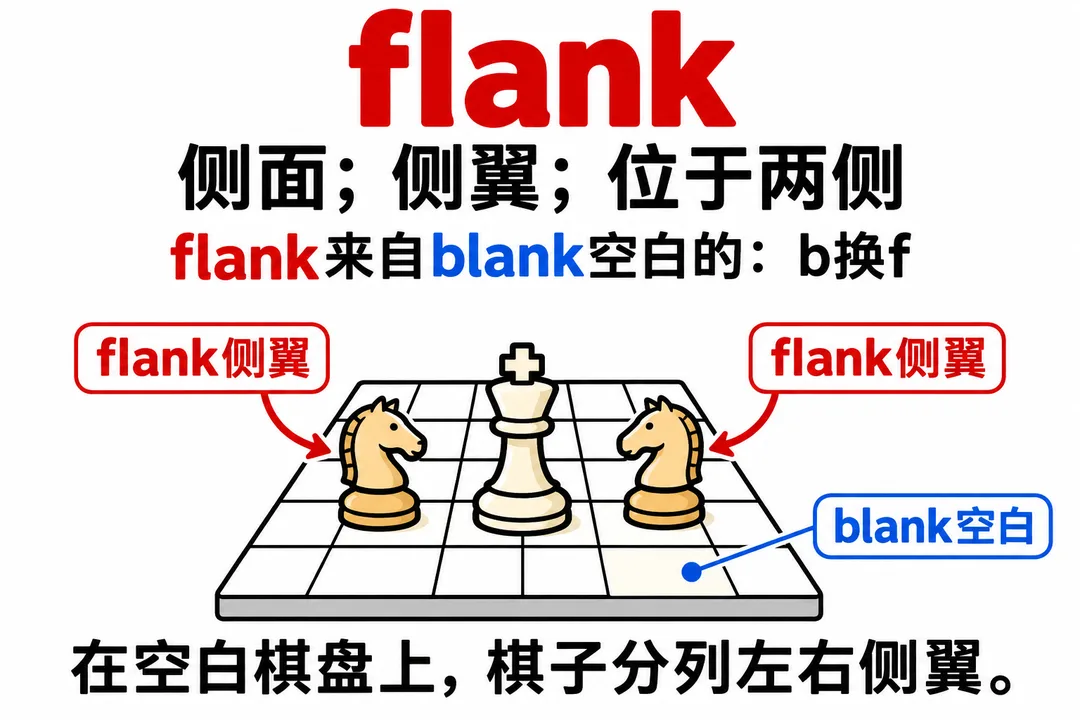 flank
侧面；侧翼；位于两侧
flank来自blank空白的：b换f
flank侧翼
flank侧翼
blank空白
在空白棋盘上，棋子分列左右侧翼。